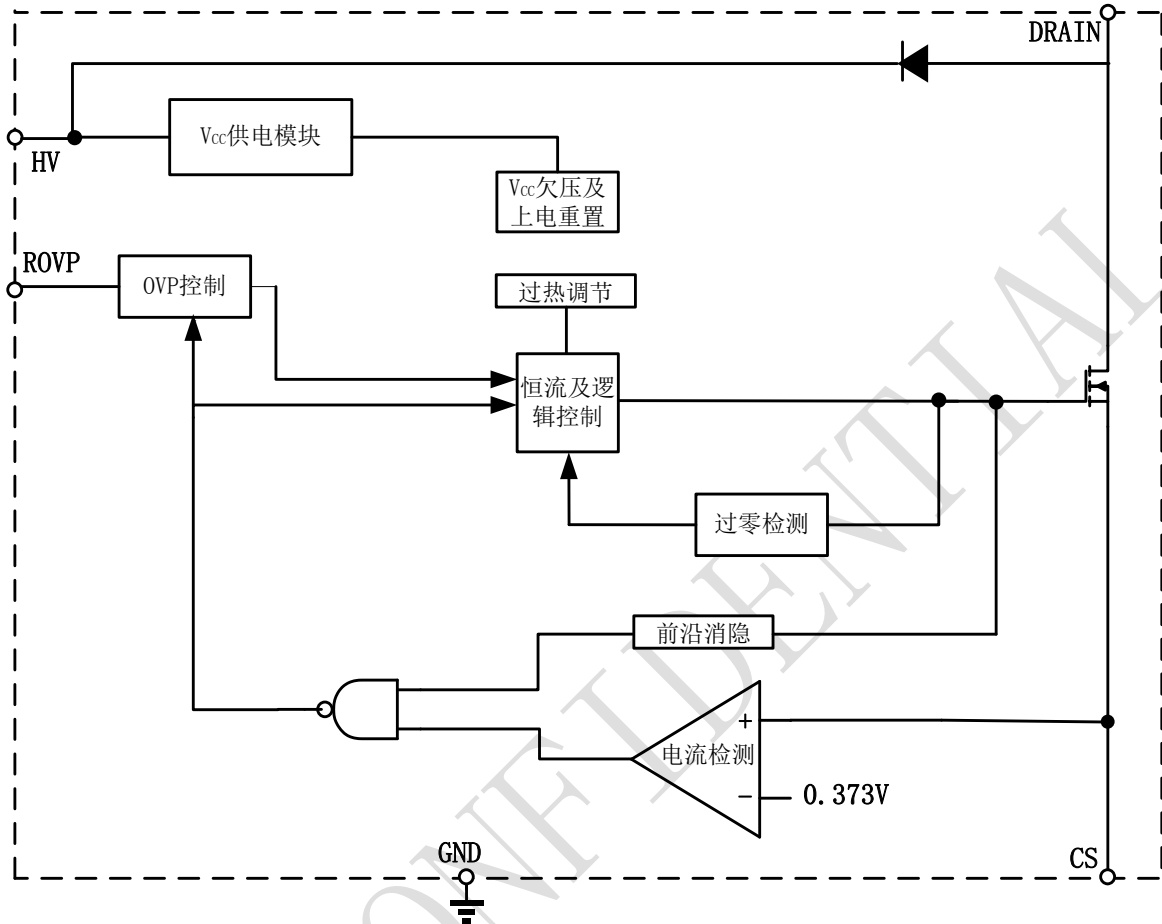 DRAIN
HV
Vcc供电模块
Vcc欠压及
上电重置
ROVP
OVP控制
过热调节
恒流及逻
辑控制
过零检测
前沿消隐
+
电流检测
−
0.373V
GND
CS
CONFIDENTIAL